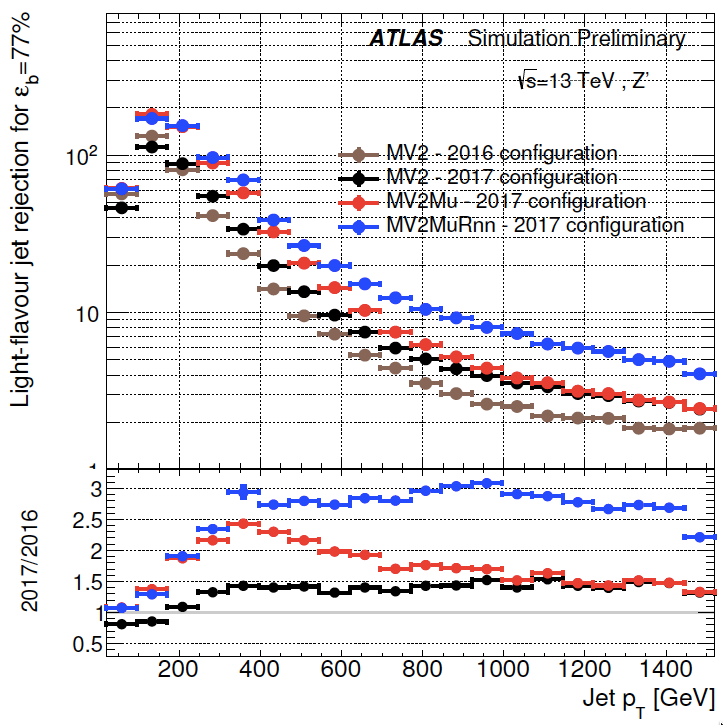 Light-flavour jet rejection for εb=77%
ATLAS Simulation Preliminary
√s=13 TeV , Z'
MV2 - 2016 configuration
MV2 - 2017 configuration
MV2Mu - 2017 configuration
MV2MuRnn - 2017 configuration
10²
10
2017/2016
3
2.5
2
1.5
1
0.5
200 400 600 800 1000 1200 1400
Jet pT [GeV]